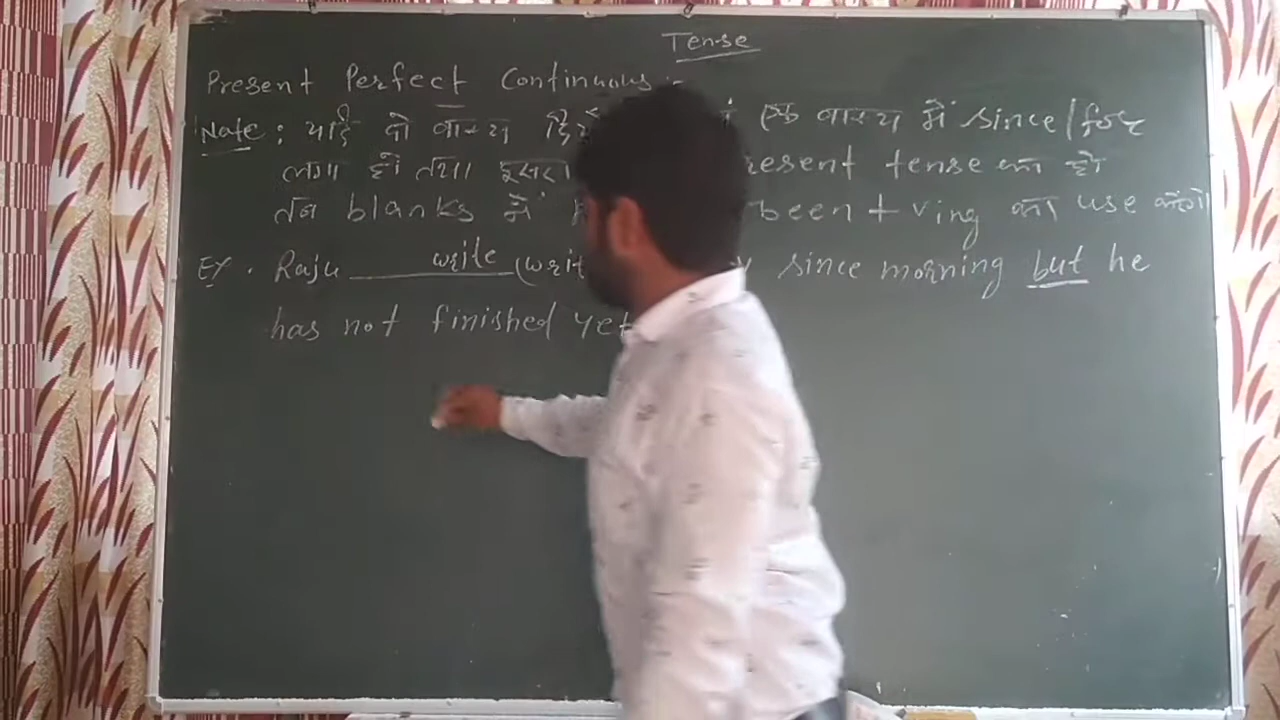 Tense
Present Perfect Continuous :-
Note : यदि दो वाक्य एक वाक्य में since/for
लगा हो तथा दूसरा resent tense का हो
तब blanks में been + ving का use करेंगे
Ex. Raju write (writ since morning but he
has not finished yet